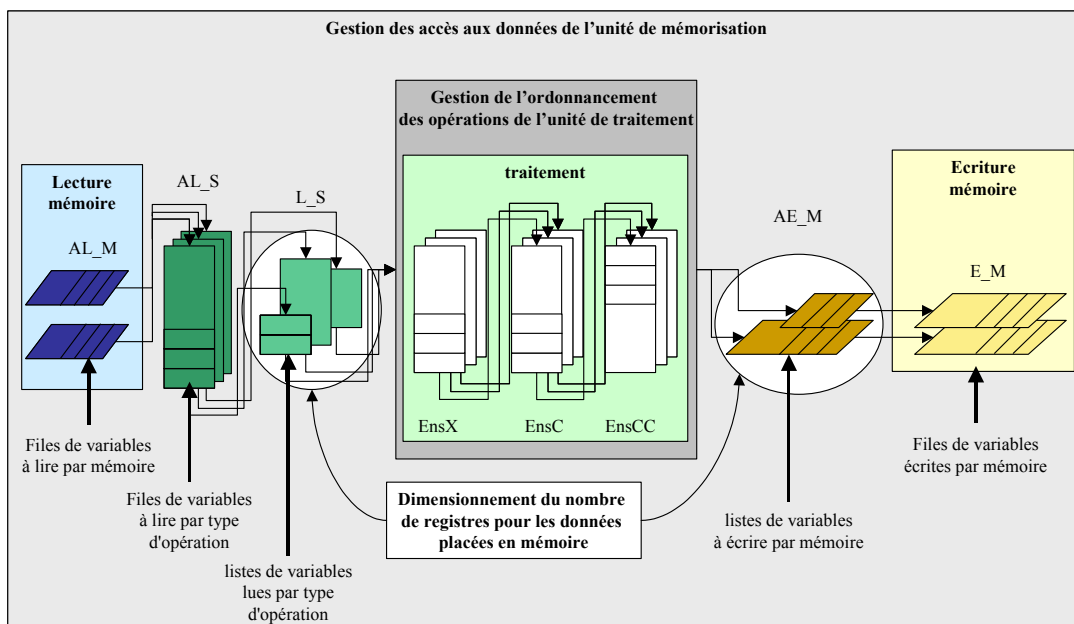 Gestion des accès aux données de l'unité de mémorisation
Gestion de l'ordonnancement
des opérations de l'unité de traitement
Lecture
mémoire
AL_S
L_S
traitement
AE_M
Ecriture
mémoire
AL_M
E_M
EnsX
EnsC
EnsCC
Files de variables
à lire par mémoire
Files de variables
à lire par type
d'opération
listes de variables
lues par type
d'opération
Dimensionnement du nombre
de registres pour les données
placées en mémoire
listes de variables
à écrire par mémoire
Files de variables
écrites par mémoire